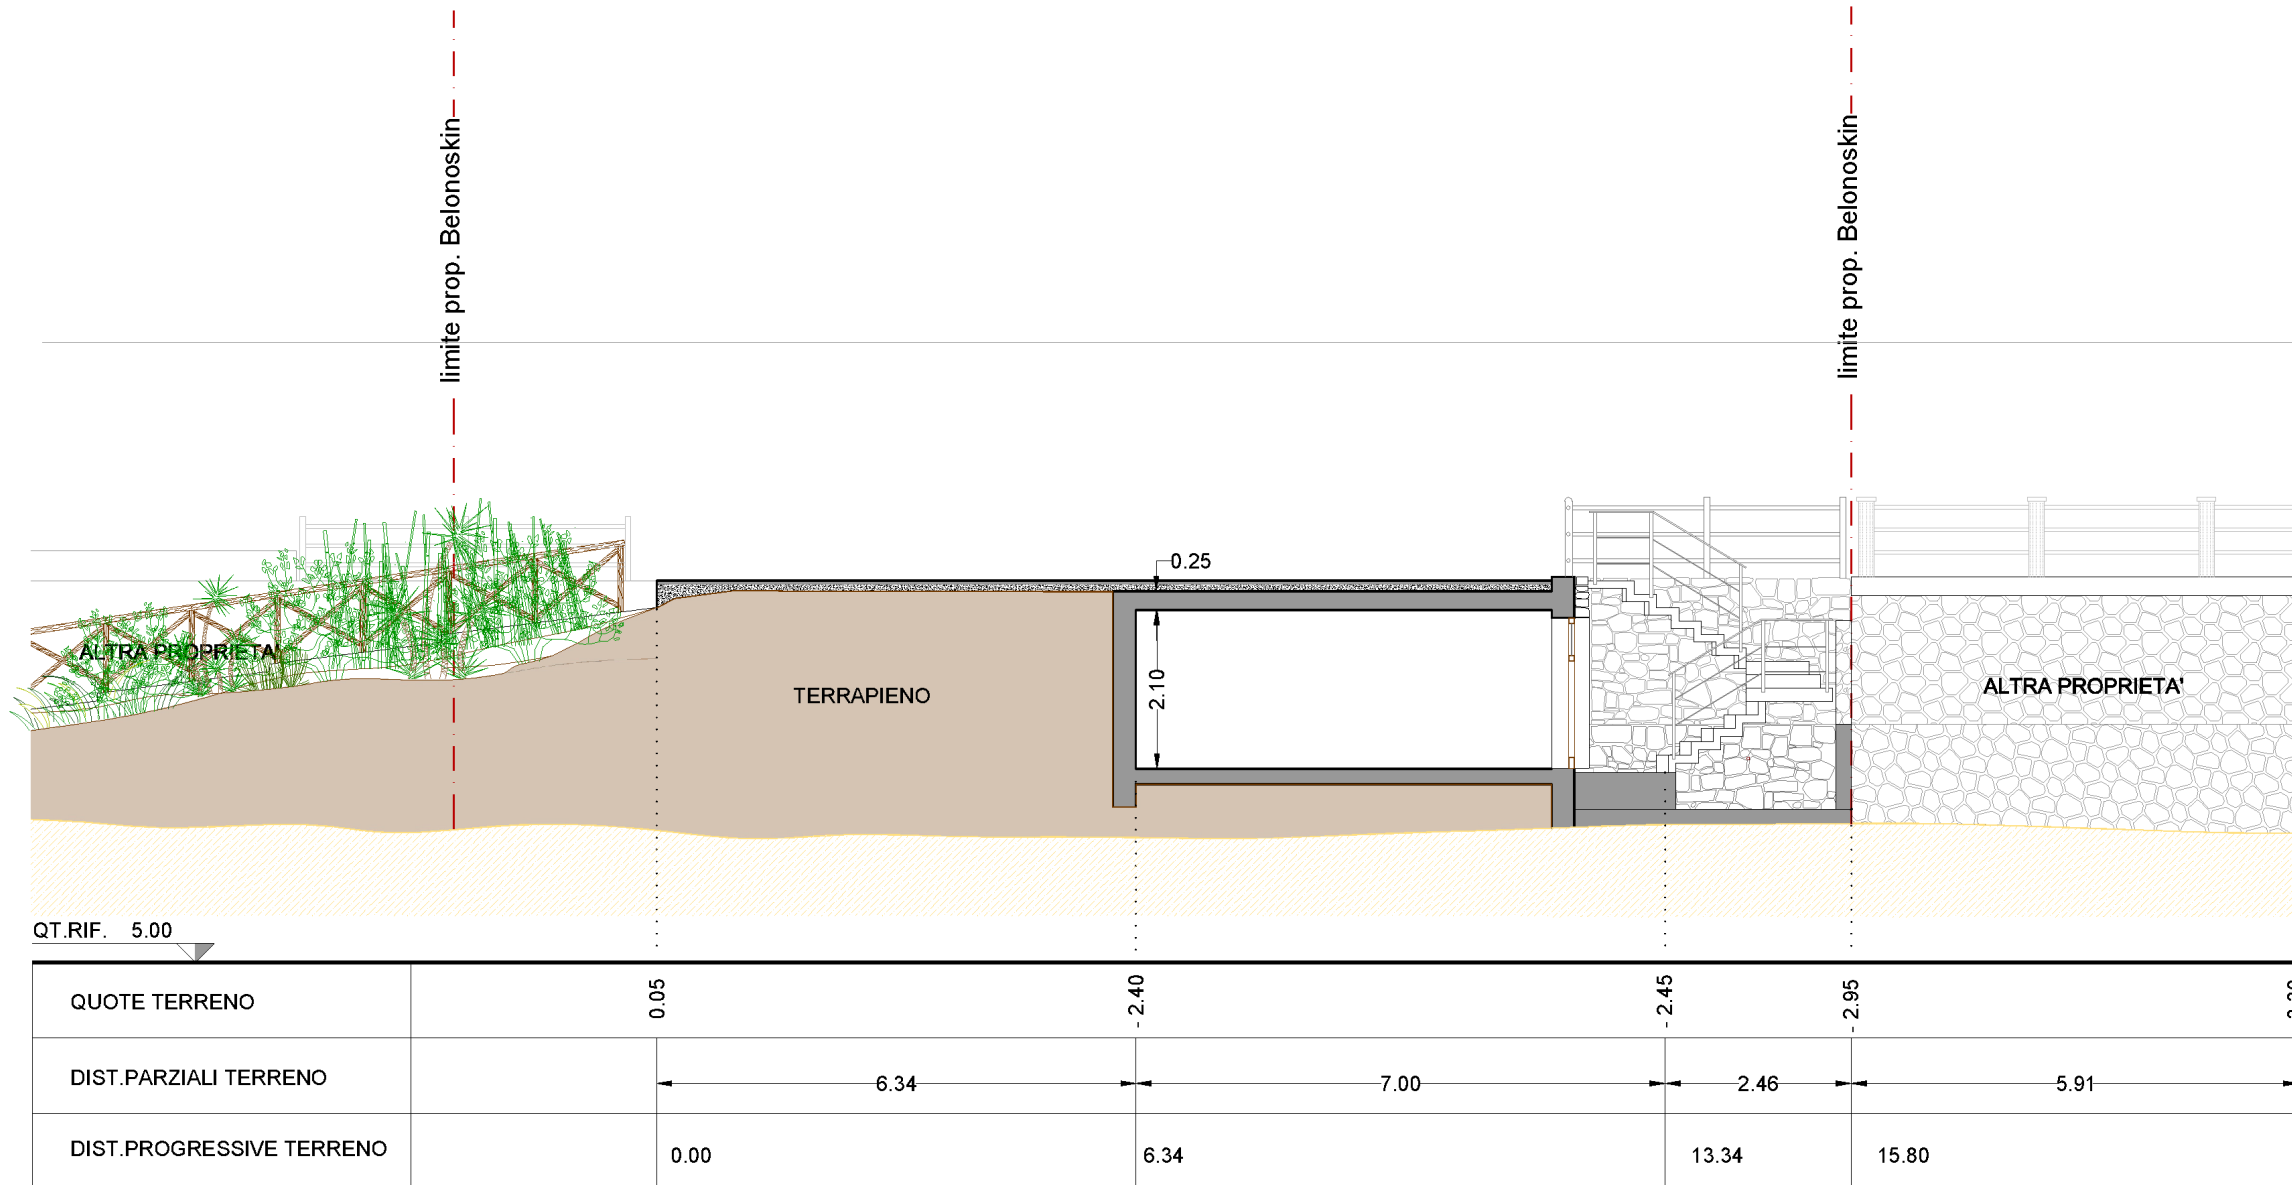 limite prop. Belonoskin
limite prop. Belonoskin
0.25
ALTRA PROPRIETA'
TERRAPIENO
2.10
ALTRA PROPRIETA'
QT.RIF. 5.00
QUOTE TERRENO 0.05 - 2.40 - 2.45 - 2.95
DIST.PARZIALI TERRENO 6.34 7.00 2.46 5.91
DIST.PROGRESSIVE TERRENO 0.00 6.34 13.34 15.80